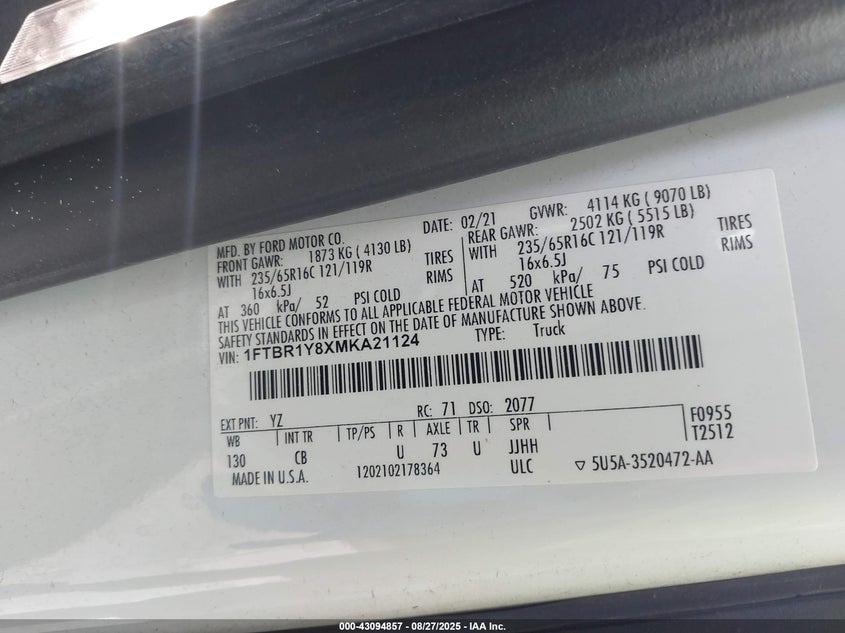 MFD. BY FORD MOTOR CO. DATE: 02/21 GVWR: 4114 KG ( 9070 LB)
FRONT GAWR: 1873 KG ( 4130 LB) REAR GAWR: 2502 KG ( 5515 LB)
WITH 235/65R16C 121/119R TIRES WITH 235/65R16C 121/119R TIRES
16x6.5J RIMS 16x6.5J RIMS
AT 360 kPa/ 52 PSI COLD AT 520 kPa/ 75 PSI COLD
THIS VEHICLE CONFORMS TO ALL APPLICABLE FEDERAL MOTOR VEHICLE
SAFETY STANDARDS IN EFFECT ON THE DATE OF MANUFACTURE SHOWN ABOVE.
VIN: 1FTBR1Y8XMKA21124 TYPE: Truck
EXT PNT: YZ RC: 71 DSO: 2077
WB INT TR TP/PS R AXLE TR SPR F0955
130 CB U 73 U JJHH T2512
MADE IN U.S.A. 1202102178364 ULC ▽ 5U5A-3520472-AA
000-43094857 - 08/27/2025 - IAA Inc.